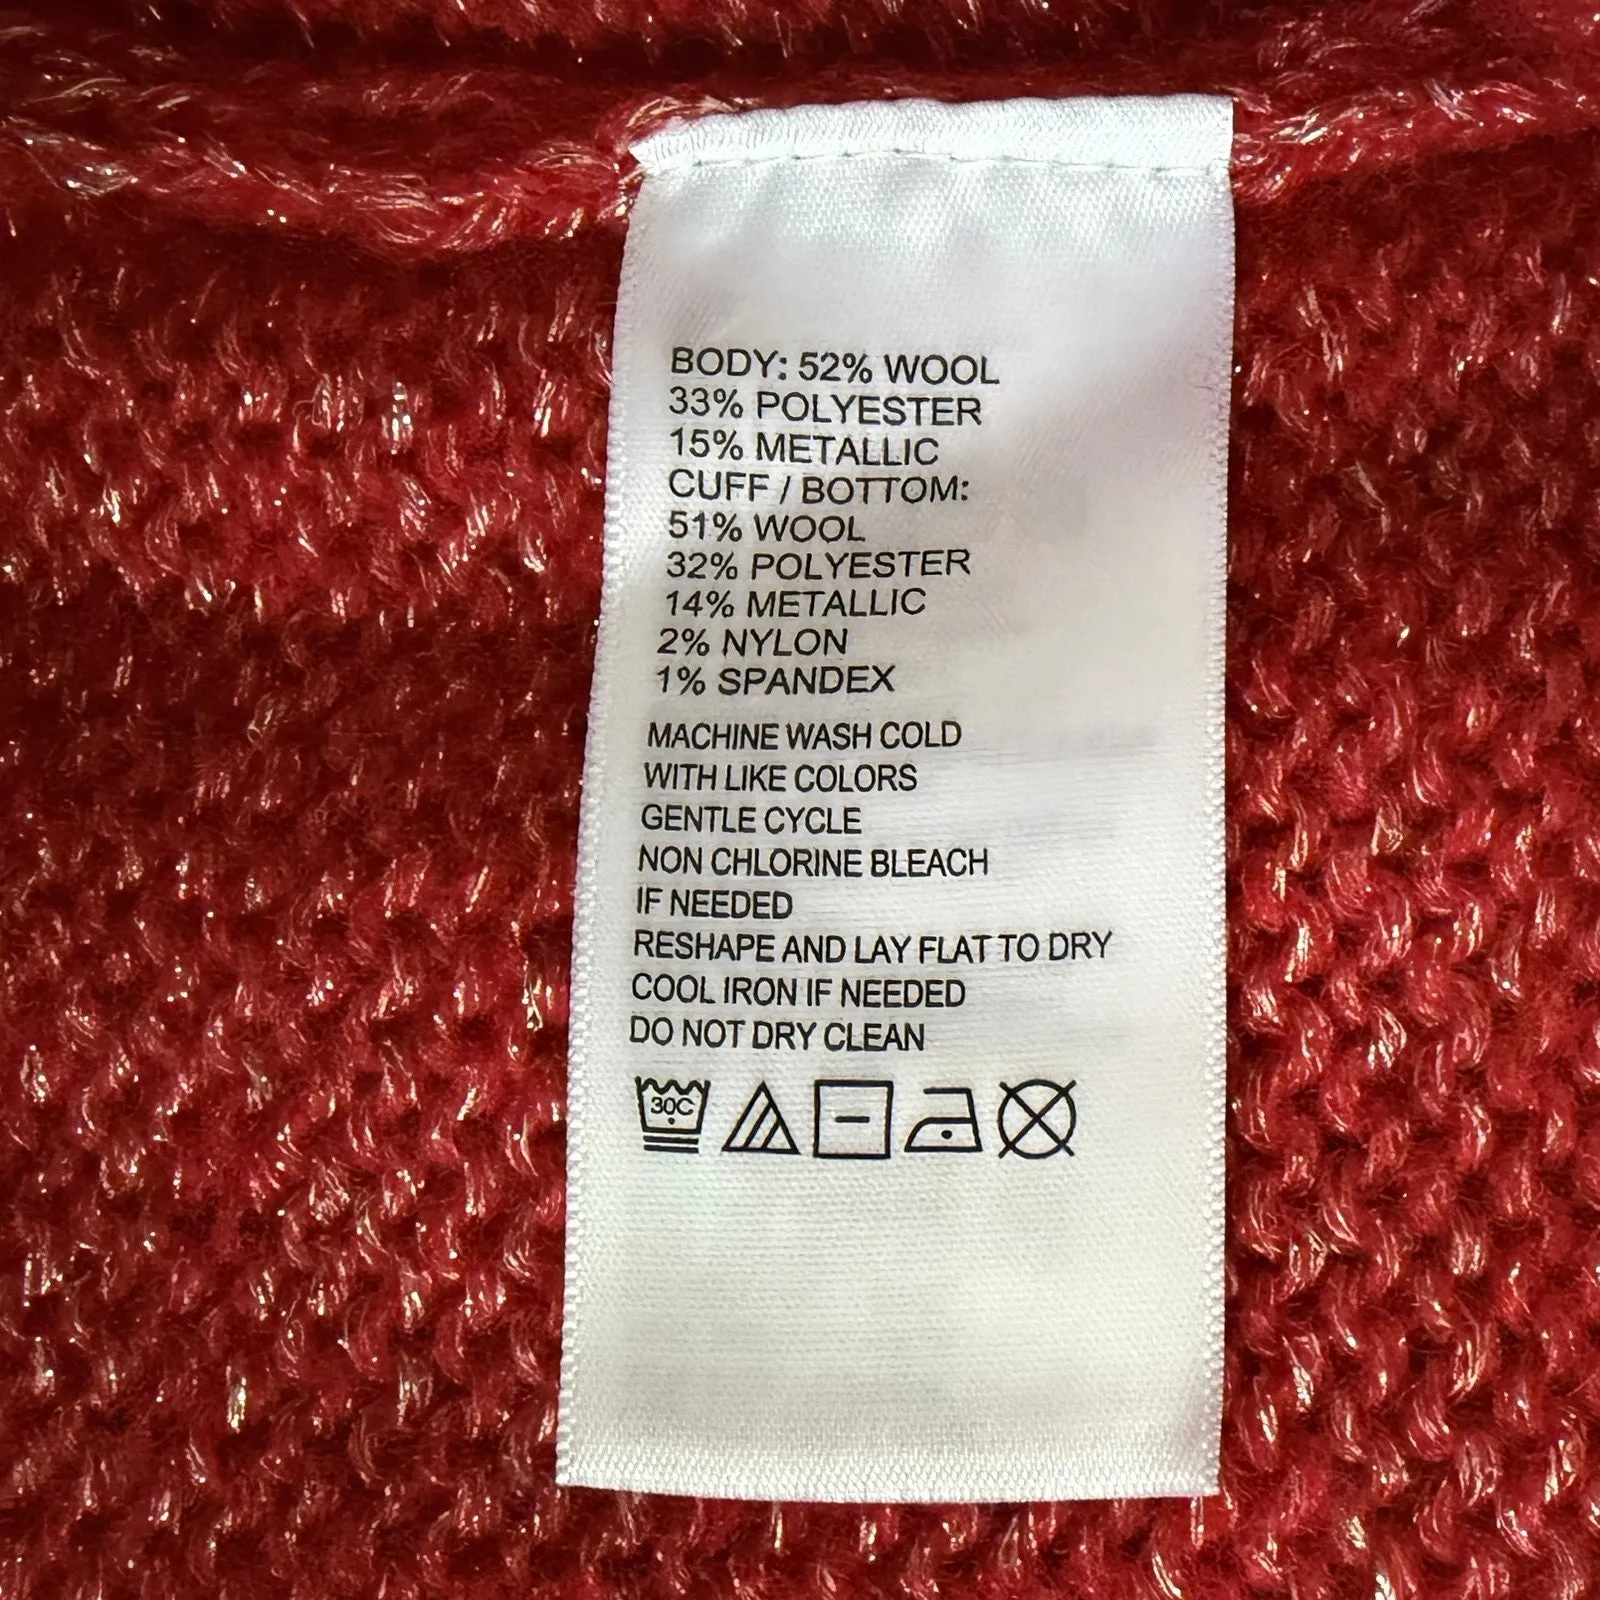 BODY: 52% WOOL
33% POLYESTER
15% METALLIC
CUFF / BOTTOM:
51% WOOL
32% POLYESTER
14% METALLIC
2% NYLON
1% SPANDEX
MACHINE WASH COLD
WITH LIKE COLORS
GENTLE CYCLE
NON CHLORINE BLEACH
IF NEEDED
RESHAPE AND LAY FLAT TO DRY
COOL IRON IF NEEDED
DO NOT DRY CLEAN
30C